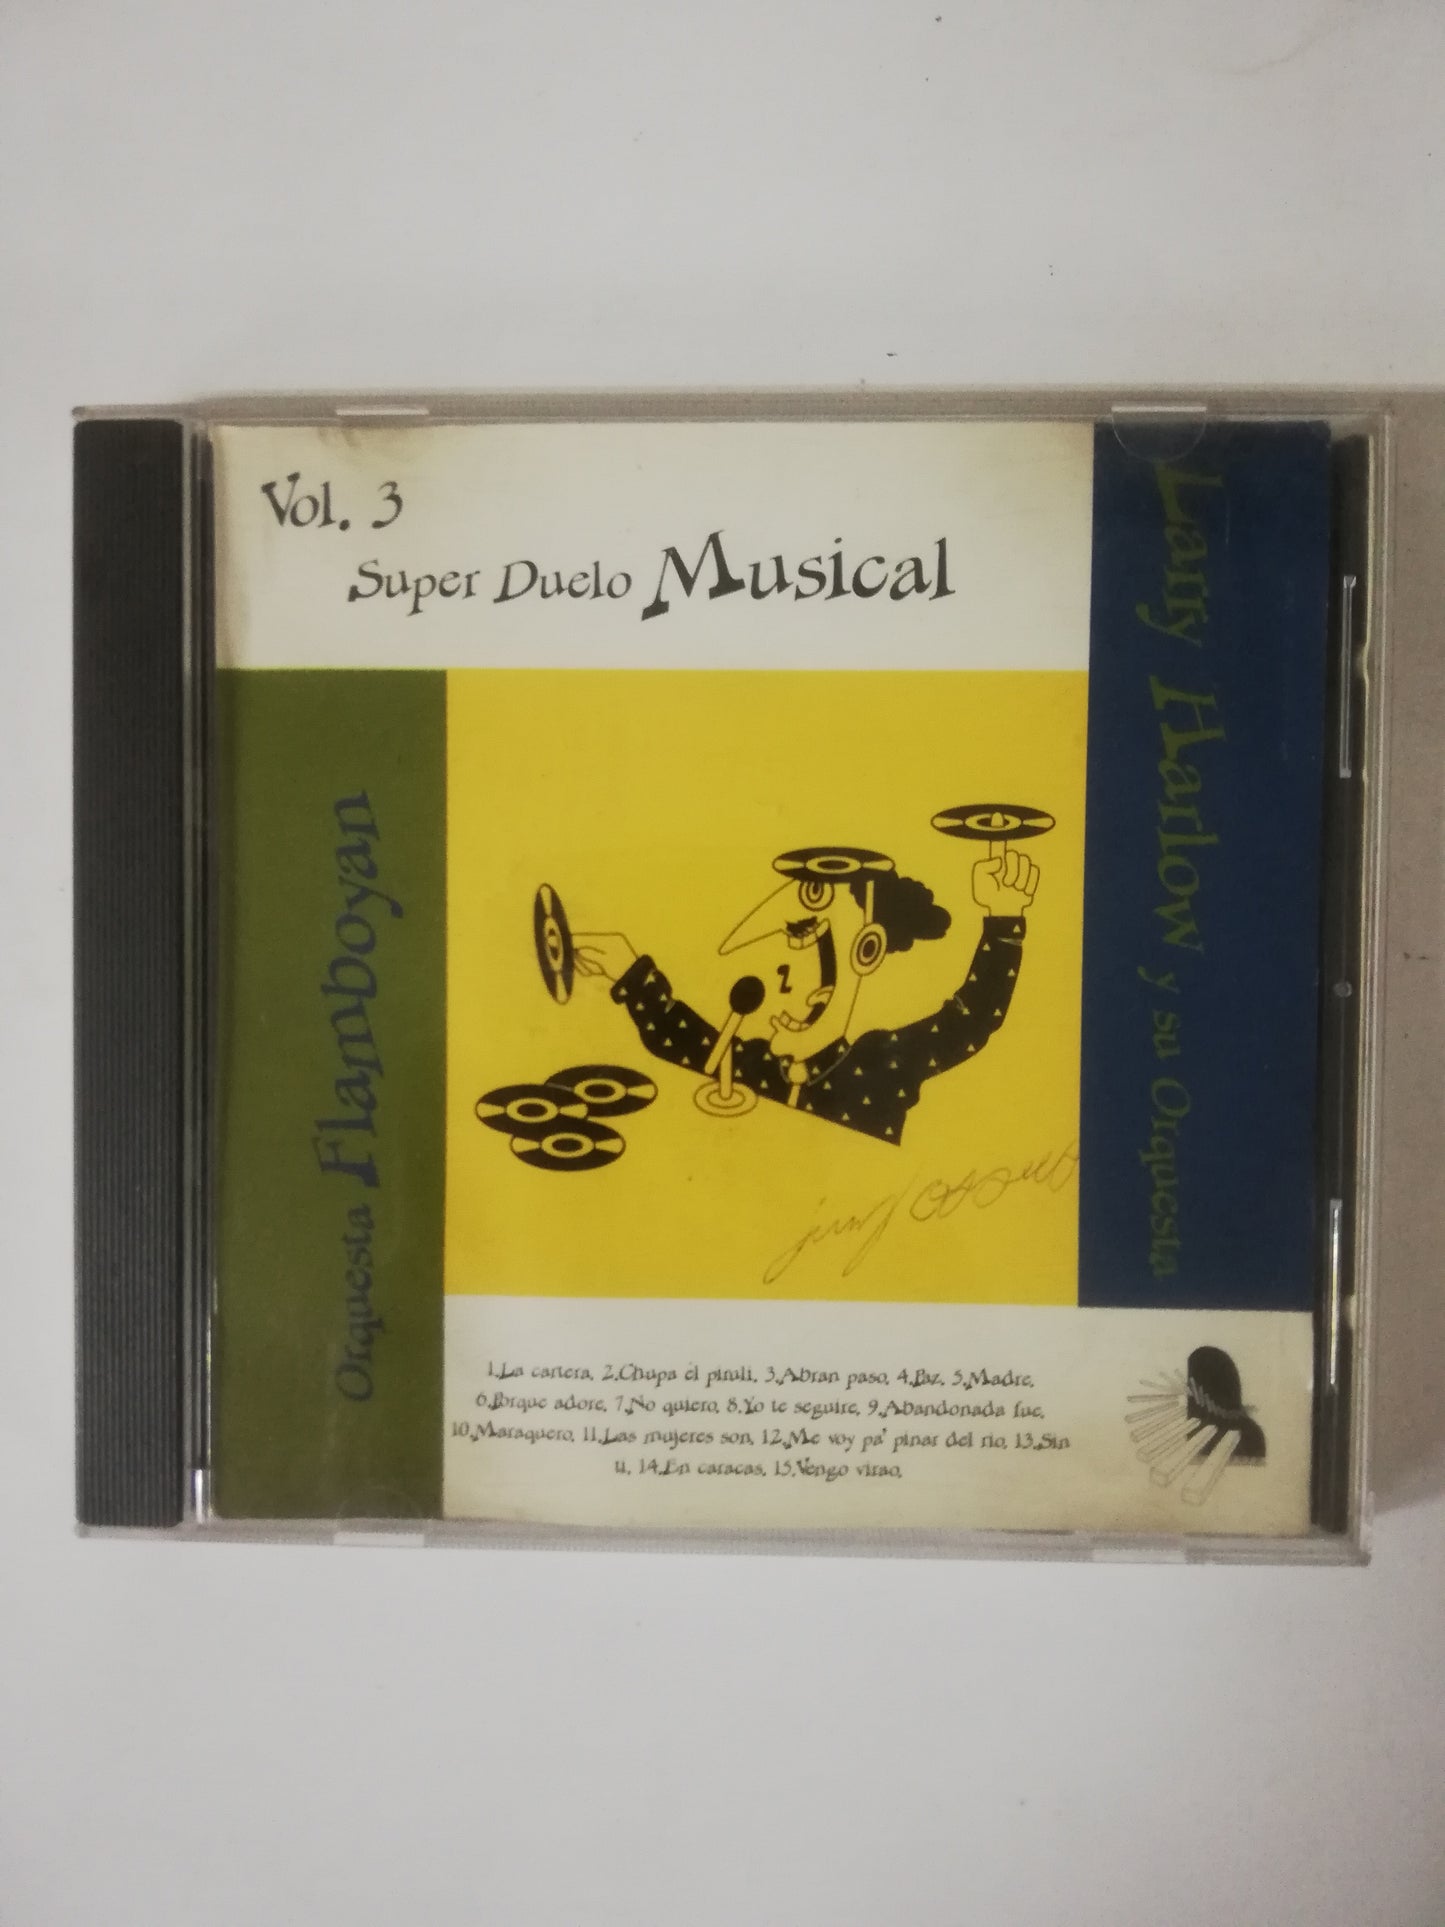 Vol. 3
Super Duelo Musical
Orquesta Flamboyan
Larry Harlow y su Orquesta
1.La cartera, 2.Chupa el piruli, 3.Abran paso, 4.Paz, 5.Madre,
6.Porque adore, 7.No quiero, 8.Yo te seguire, 9.Abandonada fue,
10.Maraquero, 11.Las mujeres son, 12.Me voy pa' pinar del rio, 13.Sin
ti, 14.En caracas, 15.Vengo virao,